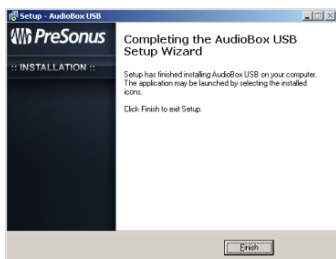 Setup - AudioBox USB
PreSonus
:: INSTALLATION ::
Completing the AudioBox USB
Setup Wizard
Setup has finished installing AudioBox USB on your computer.
The application may be launched by selecting the installed
icons.
Click Finish to exit Setup.
Finish